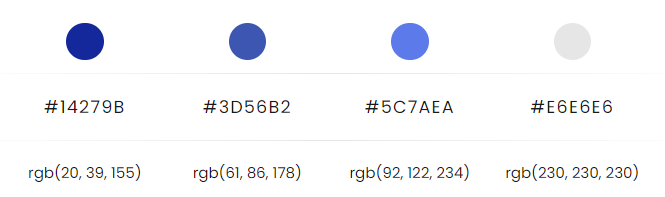 #14279B #3D56B2 #5C7AEA #E6E6E6
rgb(20, 39, 155) rgb(61, 86, 178) rgb(92, 122, 234) rgb(230, 230, 230)